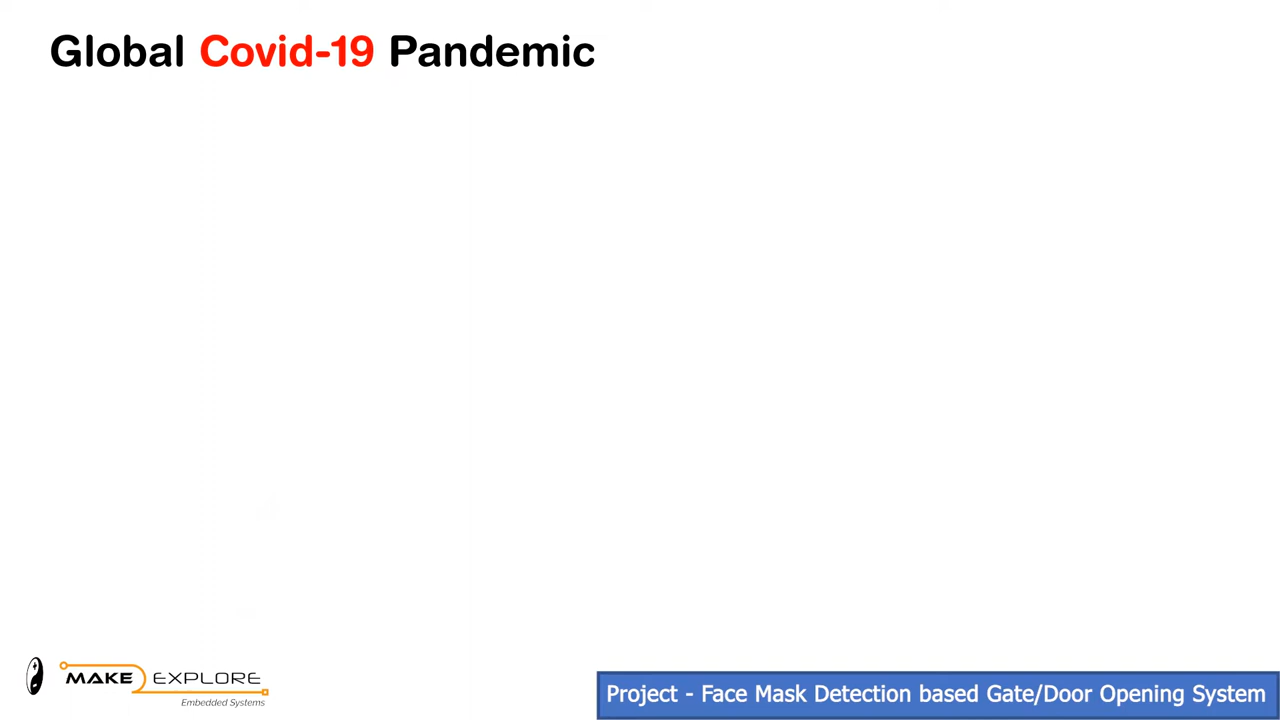 Global Covid-19 Pandemic
MAKE EXPLORE
Embedded Systems
Project - Face Mask Detection based Gate/Door Opening System